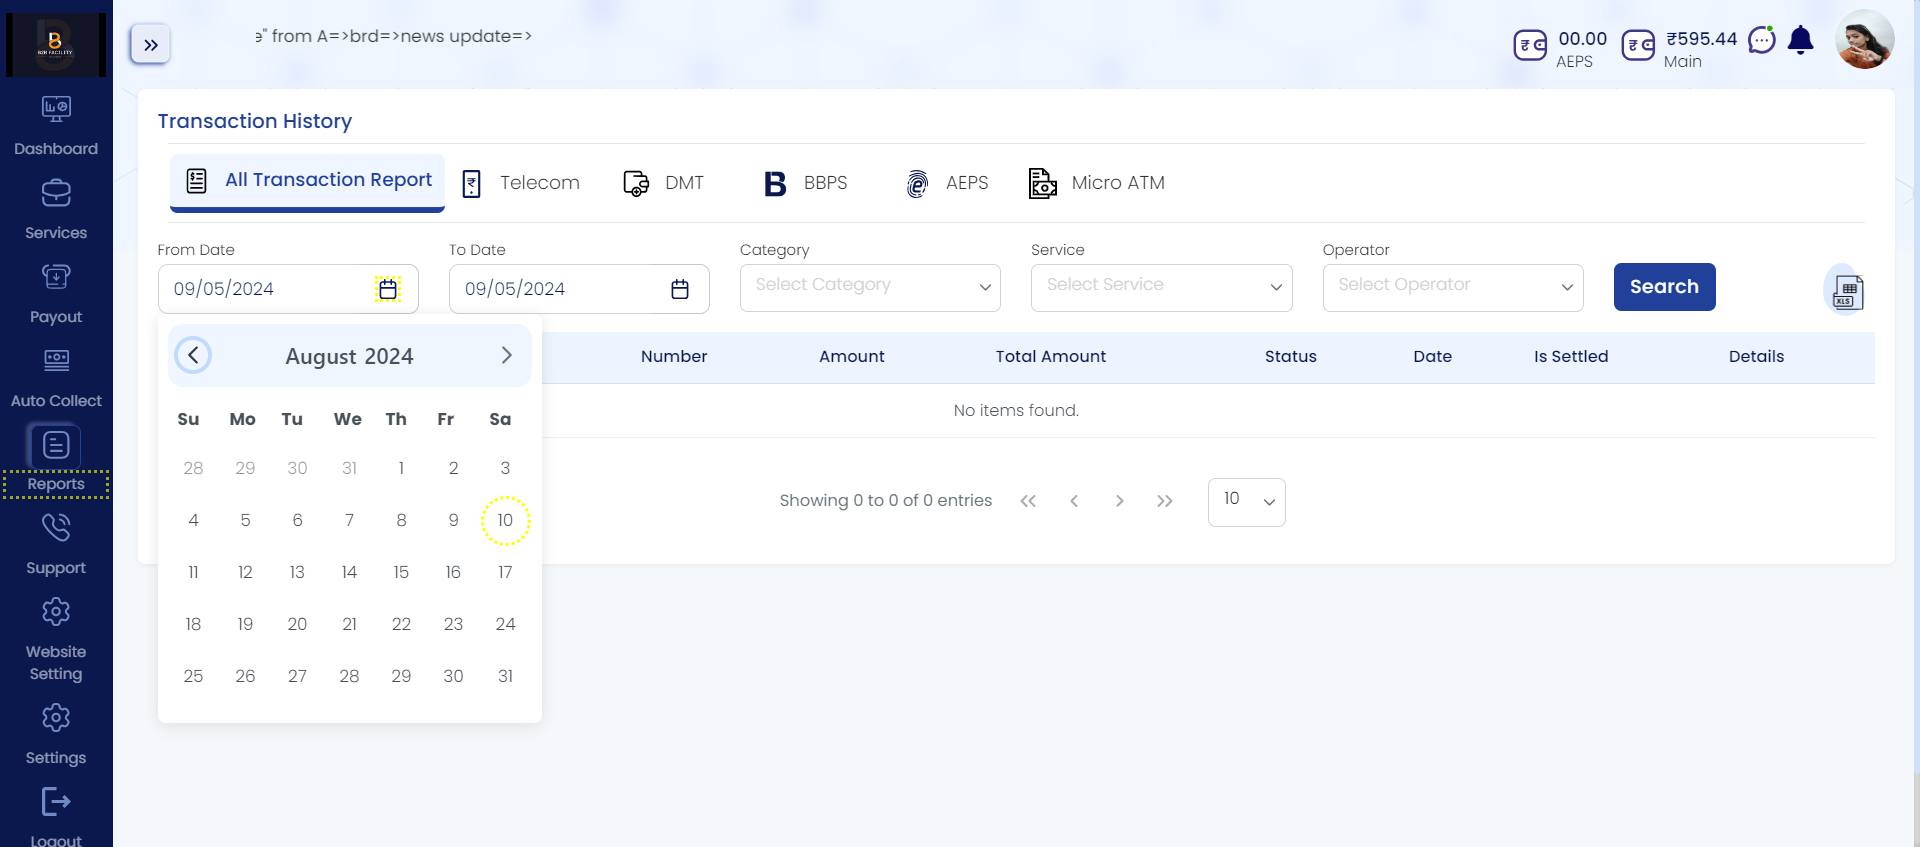 B2B FACILITY
e" from A=>brd=>news update=>
00.00
AEPS
₹595.44
Main
Dashboard
Services
Payout
Auto Collect
Reports
Support
Website
Setting
Settings
Logout
Transaction History
All Transaction Report
Telecom
DMT
BBPS
AEPS
Micro ATM
From Date
To Date
Category
Service
Operator
09/05/2024
09/05/2024
Select Category
Select Service
Select Operator
Search
XLS
Number Amount Total Amount Status Date Is Settled Details
No items found.
Showing 0 to 0 of 0 entries
10
August 2024
Su Mo Tu We Th Fr Sa
28 29 30 31 1 2 3
4 5 6 7 8 9 10
11 12 13 14 15 16 17
18 19 20 21 22 23 24
25 26 27 28 29 30 31